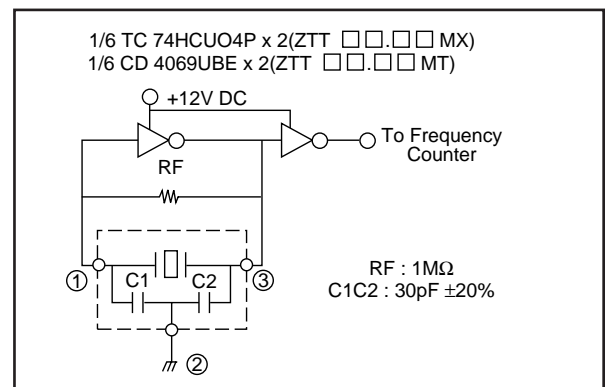 1/6 TC 74HCUO4P x 2(ZTT □□.□□ MX)
1/6 CD 4069UBE x 2(ZTT □□.□□ MT)
+12V DC
To Frequency
Counter
RF
① C1 C2 ③
RF : 1MΩ
C1C2 : 30pF ±20%
②